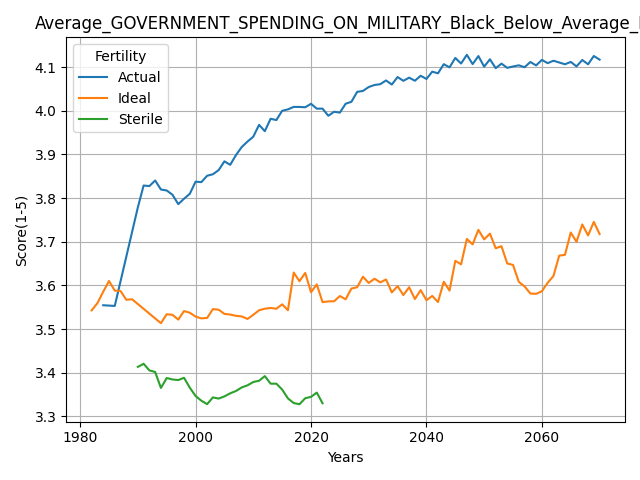 Average_GOVERNMENT_SPENDING_ON_MILITARY_Black_Below_Average_
Fertility
Actual
Ideal
Sterile
Score(1-5)
4.1
4.0
3.9
3.8
3.7
3.6
3.5
3.4
3.3
1980 2000 2020 2040 2060
Years